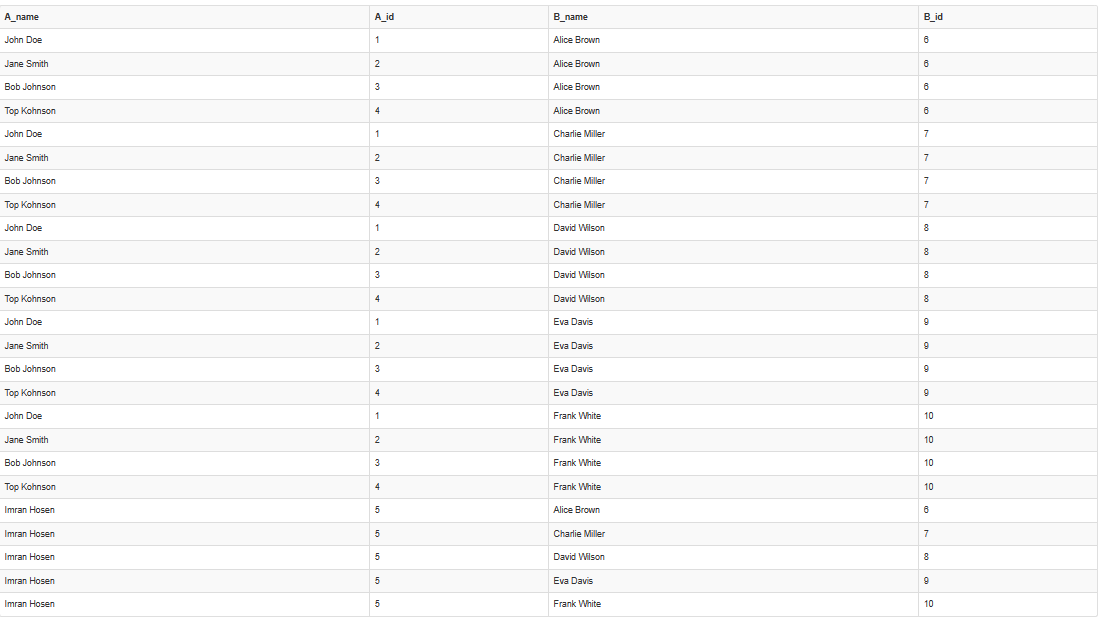 A_name A_id B_name B_id
John Doe 1 Alice Brown 6
Jane Smith 2 Alice Brown 6
Bob Johnson 3 Alice Brown 6
Top Kohnson 4 Alice Brown 6
John Doe 1 Charlie Miller 7
Jane Smith 2 Charlie Miller 7
Bob Johnson 3 Charlie Miller 7
Top Kohnson 4 Charlie Miller 7
John Doe 1 David Wilson 8
Jane Smith 2 David Wilson 8
Bob Johnson 3 David Wilson 8
Top Kohnson 4 David Wilson 8
John Doe 1 Eva Davis 9
Jane Smith 2 Eva Davis 9
Bob Johnson 3 Eva Davis 9
Top Kohnson 4 Eva Davis 9
John Doe 1 Frank White 10
Jane Smith 2 Frank White 10
Bob Johnson 3 Frank White 10
Top Kohnson 4 Frank White 10
Imran Hosen 5 Alice Brown 6
Imran Hosen 5 Charlie Miller 7
Imran Hosen 5 David Wilson 8
Imran Hosen 5 Eva Davis 9
Imran Hosen 5 Frank White 10